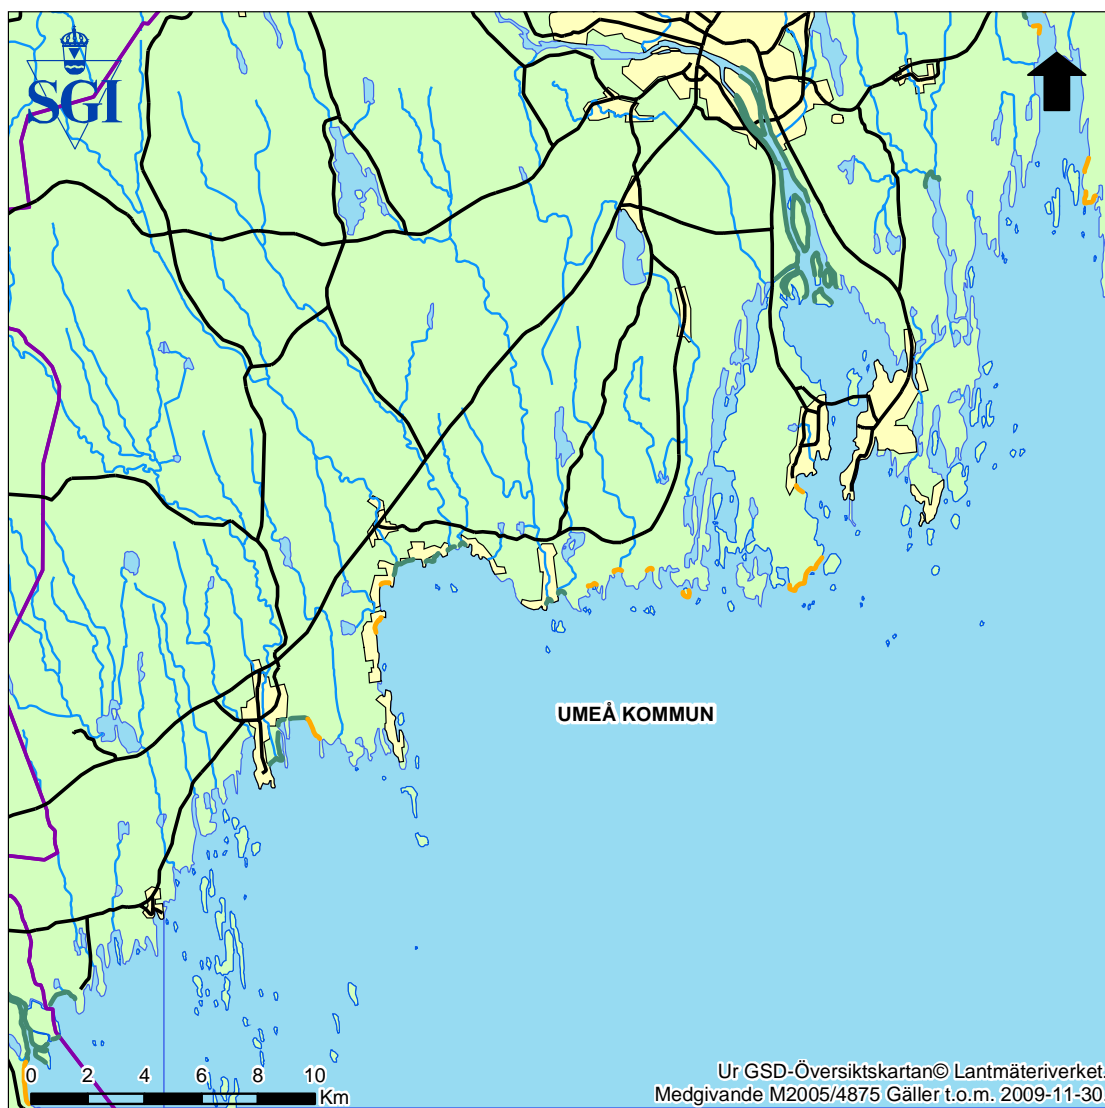 SGI
UMEÅ KOMMUN
0 2 4 6 8 10
Km
Ur GSD-Översiktskartan© Lantmäteriverket.
Medgivande M2005/4875 Gäller t.o.m. 2009-11-30.